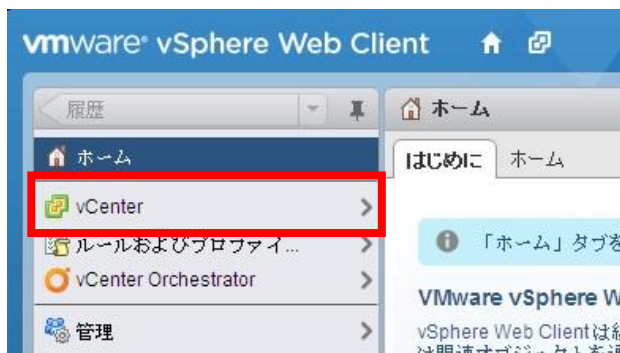 vmware® vSphere Web Client
履歴
ホーム
ホーム
はじめに ホーム
vCenter
ルールおよびプロファイ...
vCenter Orchestrator
管理
「ホーム」タブを
VMware vSphere W
vSphere Web Clientは